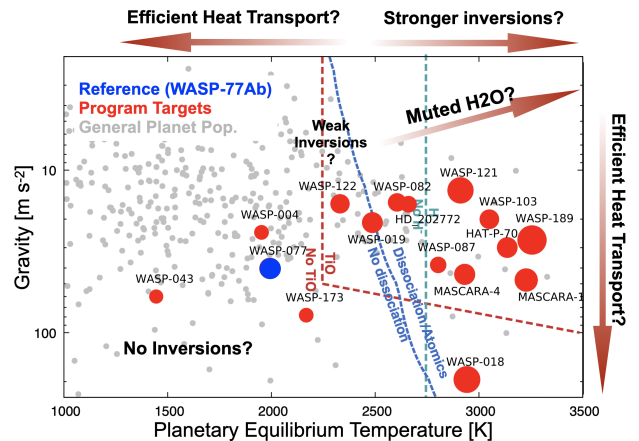 Efficient Heat Transport?
Stronger inversions?
Reference (WASP-77Ab)
Program Targets
General Planet Pop.
Weak
Inversions
?
Muted H2O?
Efficient Heat Transport?
WASP-121
WASP-122
WASP-082
WASP-103
WASP-004
HD_202772
WASP-189
WASP-019
HAT-P-70
WASP-077
WASP-087
WASP-043
MASCARA-4
MASCARA-1
WASP-173
TiO
No TiO
Dissociation/Atomics
No dissociation
No Inversions?
WASP-018
Gravity [m s-2]
10
100
1000
1500
2000
2500
3000
3500
Planetary Equilibrium Temperature [K]